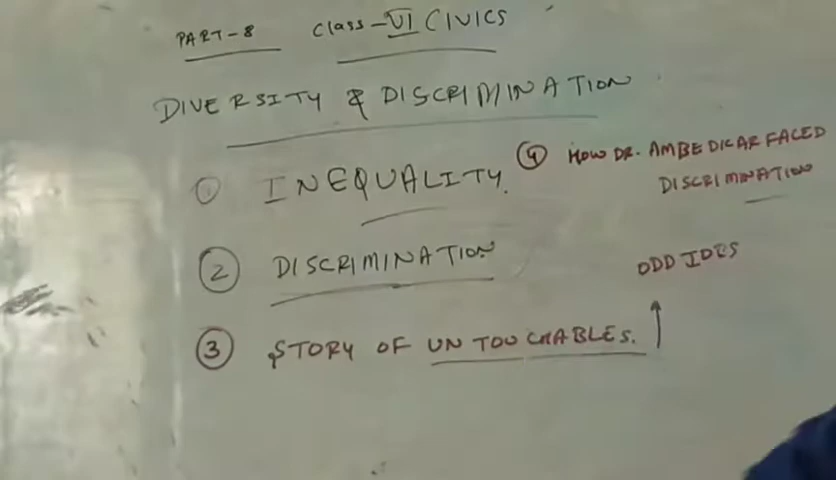 PART-8 Class-VI CIVICS
DIVERSITY & DISCRIMINATION
① INEQUALITY.
④ HOW DR. AMBEDKAR FACED
DISCRIMINATION
② DISCRIMINATION
ODD JOBS
③ STORY OF UNTOUCHABLES. ↑